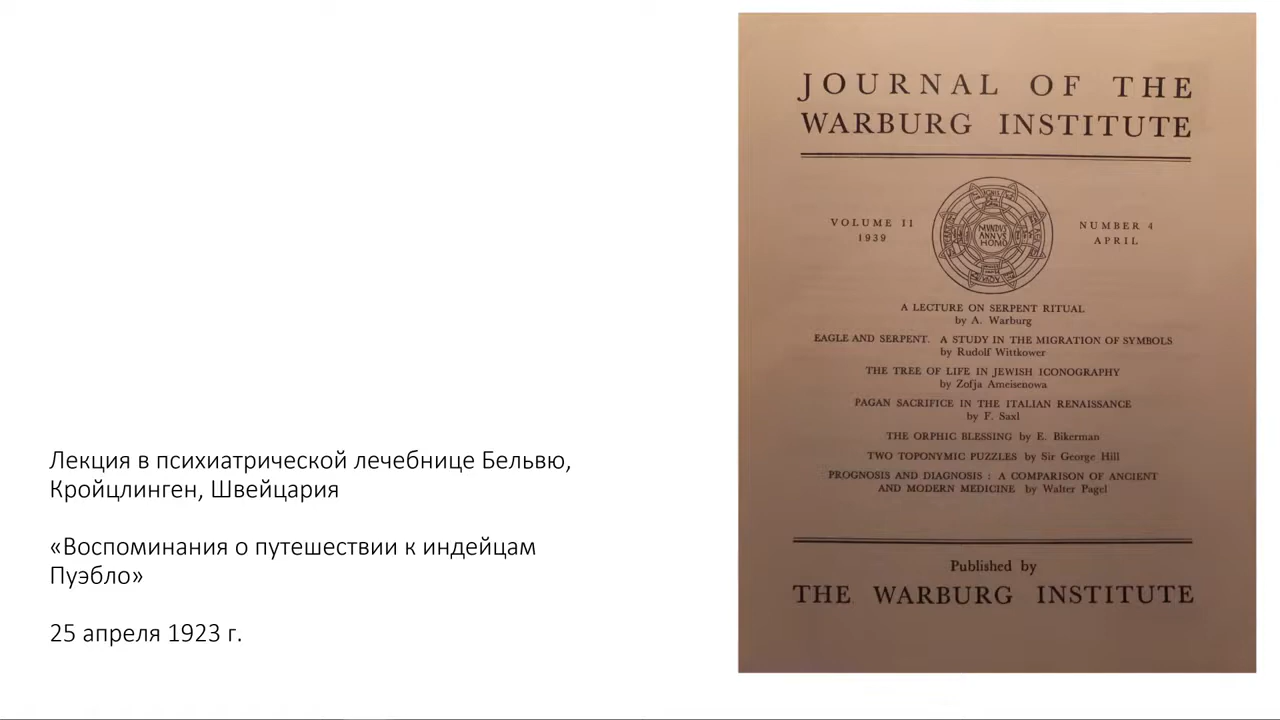 Лекция в психиатрической лечебнице Бельвю,
Кройцлинген, Швейцария
«Воспоминания о путешествии к индейцам
Пуэбло»
25 апреля 1923 г.
JOURNAL OF THE
WARBURG INSTITUTE
VOLUME II
1939
MUNDUS
ANNVS
HOMO
NUMBER 4
APRIL
A LECTURE ON SERPENT RITUAL
by A. Warburg
EAGLE AND SERPENT. A STUDY IN THE MIGRATION OF SYMBOLS
by Rudolf Wittkower
THE TREE OF LIFE IN JEWISH ICONOGRAPHY
by Zofja Ameisenowa
PAGAN SACRIFICE IN THE ITALIAN RENAISSANCE
by F. Saxl
THE ORPHIC BLESSING by E. Bikerman
TWO TOPONYMIC PUZZLES by Sir George Hill
PROGNOSIS AND DIAGNOSIS : A COMPARISON OF ANCIENT
AND MODERN MEDICINE by Walter Pagel
Published by
THE WARBURG INSTITUTE